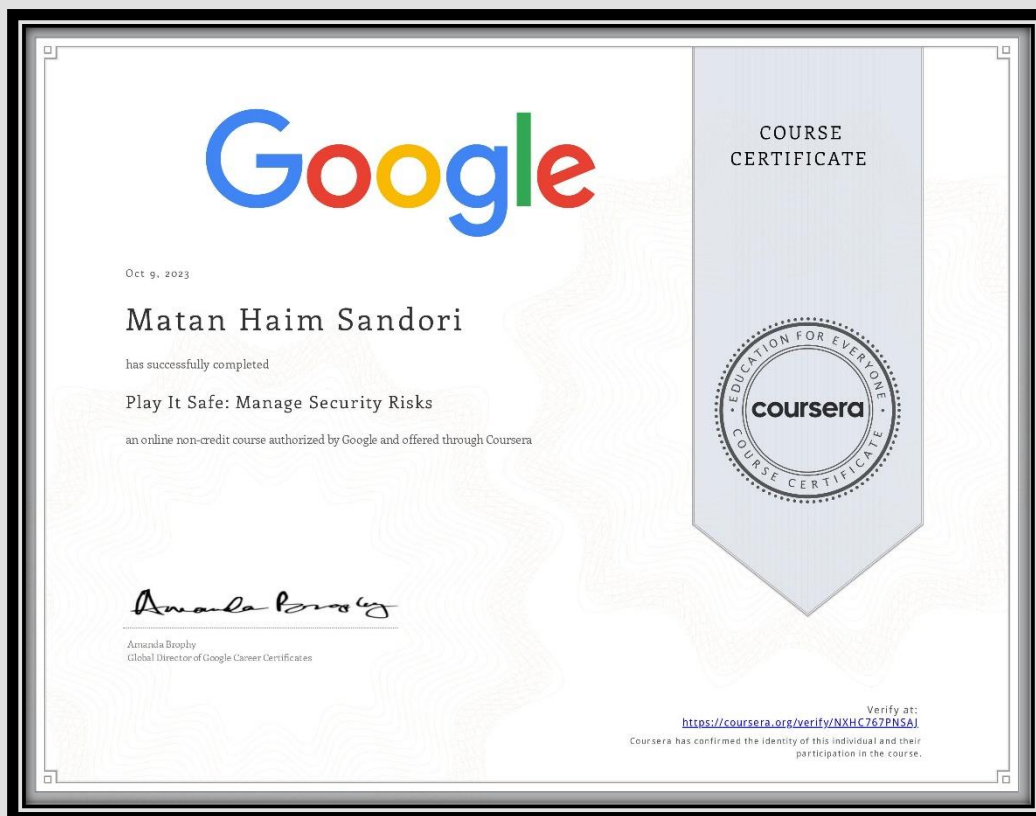 Google
COURSE
CERTIFICATE
Oct 9, 2023
Matan Haim Sandori
has successfully completed
Play It Safe: Manage Security Risks
an online non-credit course authorized by Google and offered through Coursera
EDUCATION FOR EVERYONE
coursera
COURSE CERTIFICATE
Amanda Brophy
Amanda Brophy
Global Director of Google Career Certificates
Verify at:
https://coursera.org/verify/NXHC767PNSAJ
Coursera has confirmed the identity of this individual and their
participation in the course.